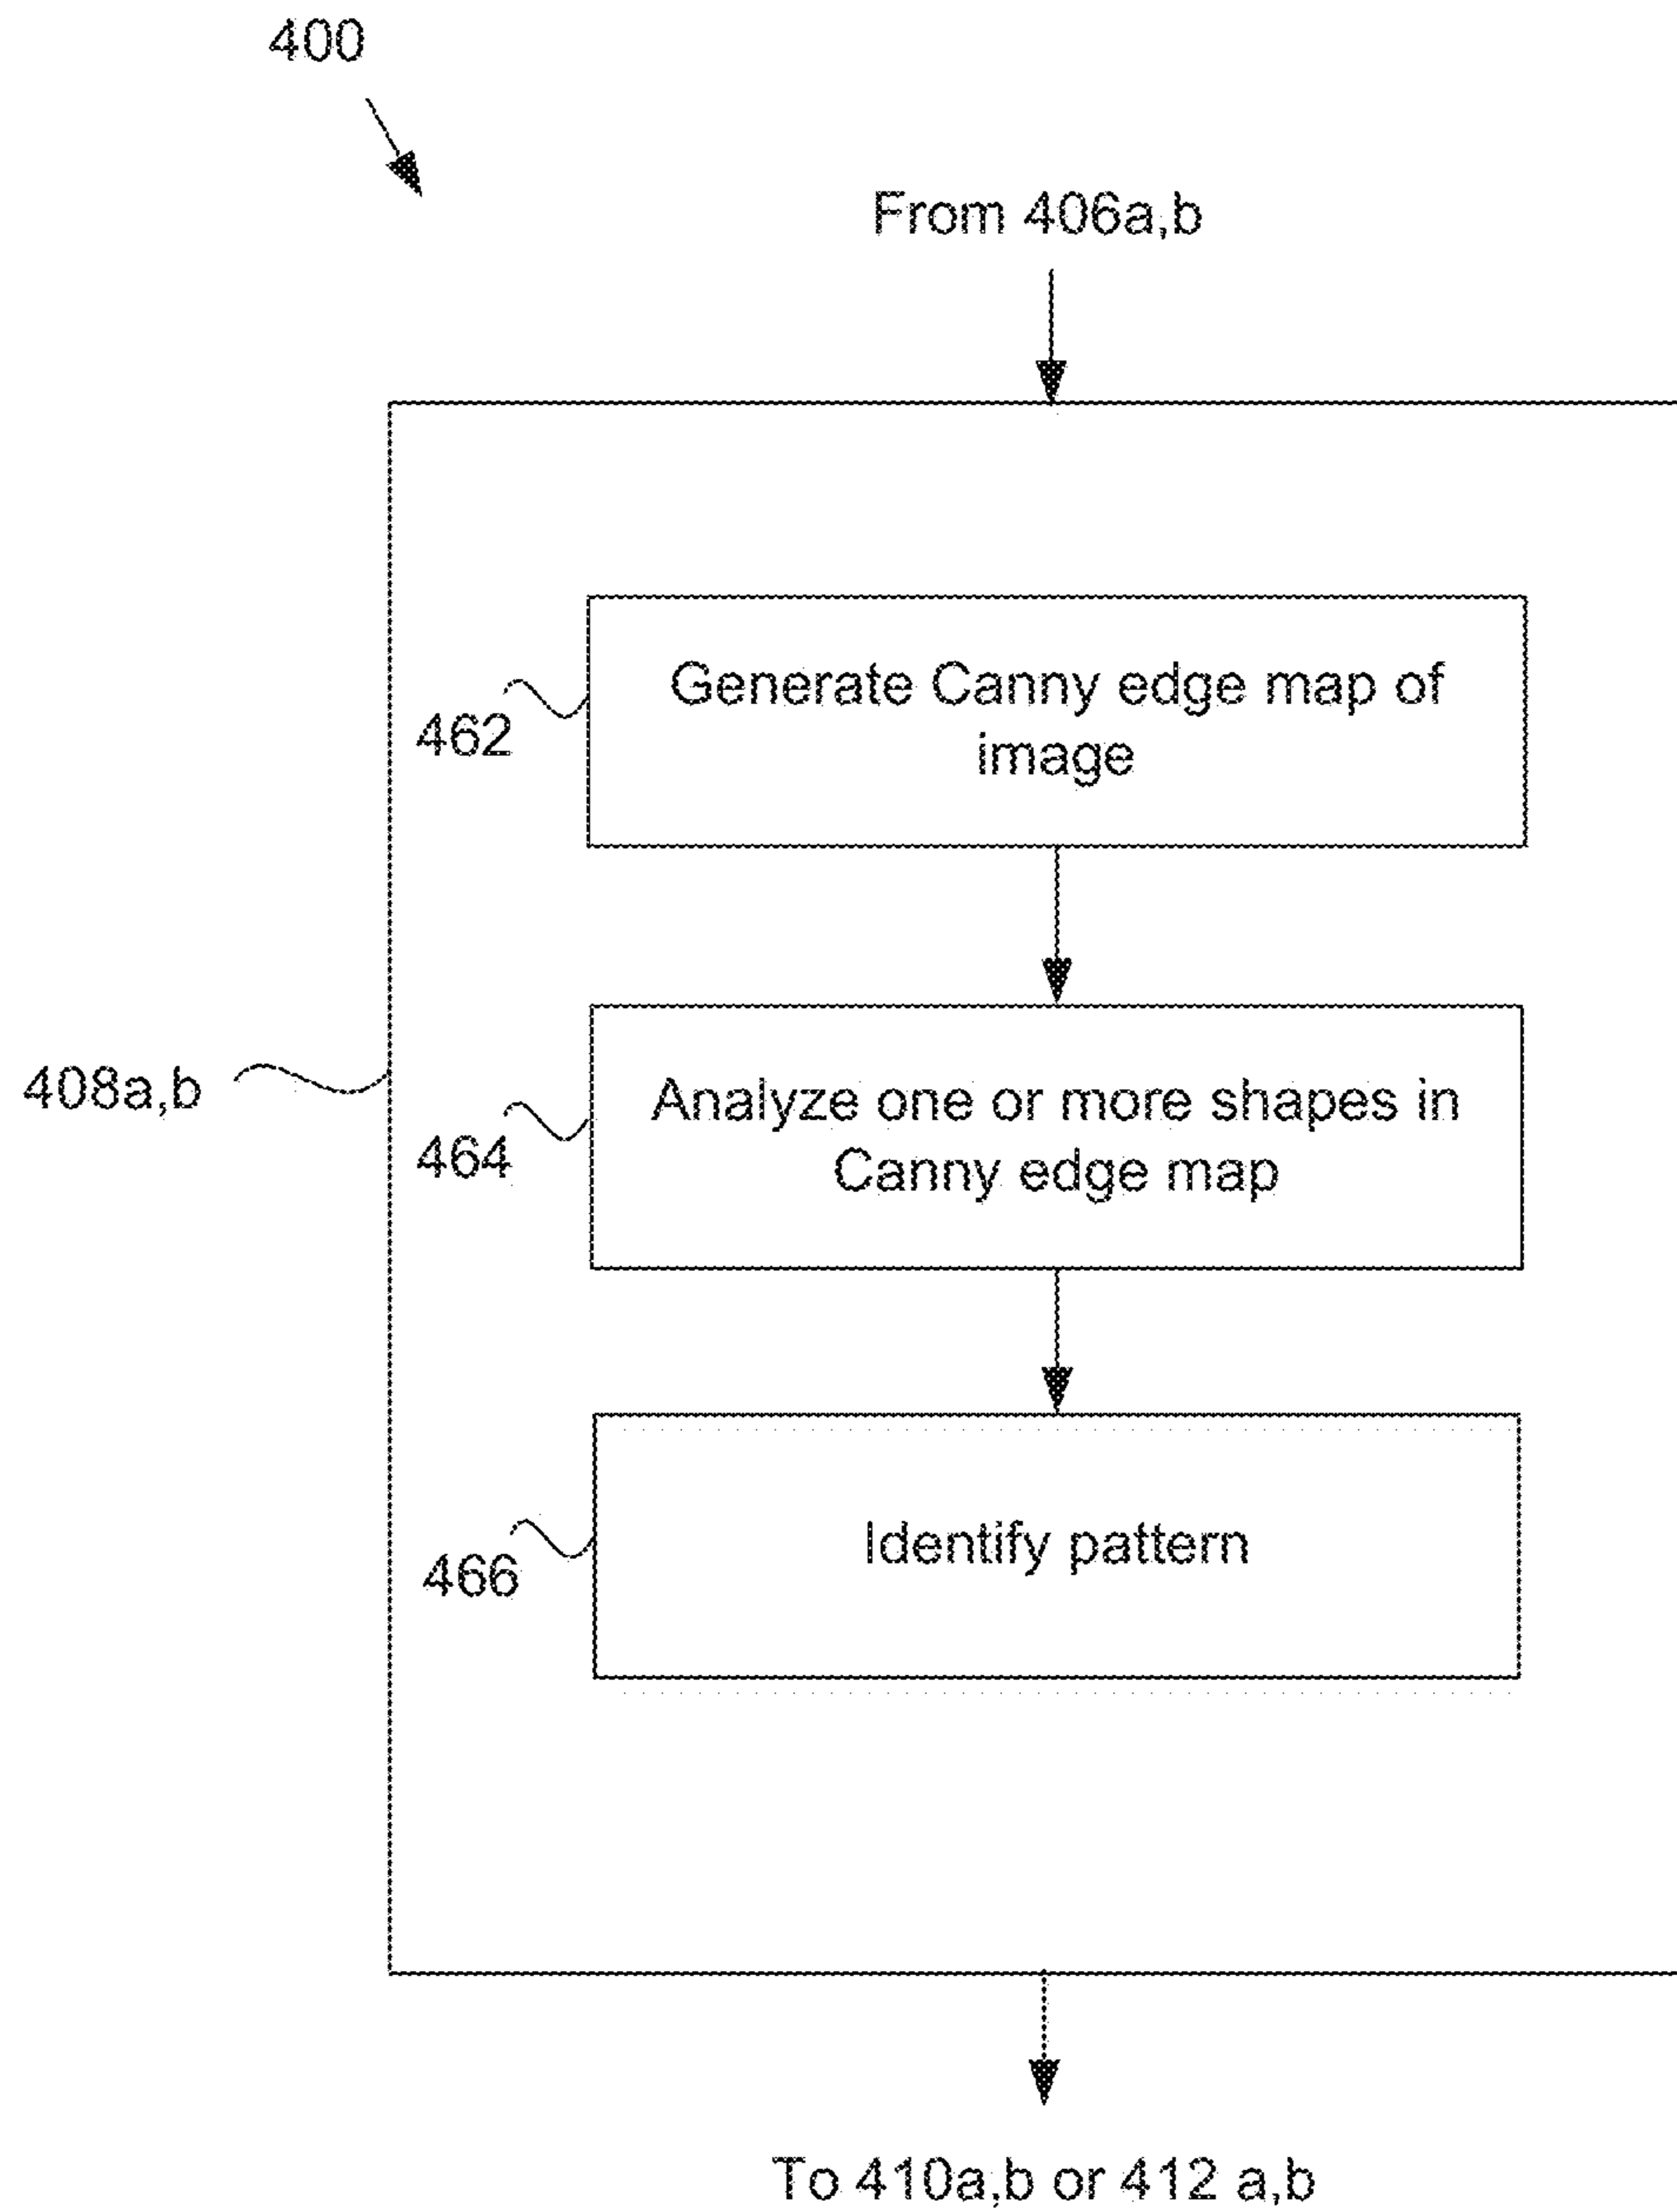 400
From 406a,b
Generate Canny edge map of
image
462
Analyze one or more shapes in
Canny edge map
408a,b
464
Identify pattern
466
To 410a,b or 412 a,b